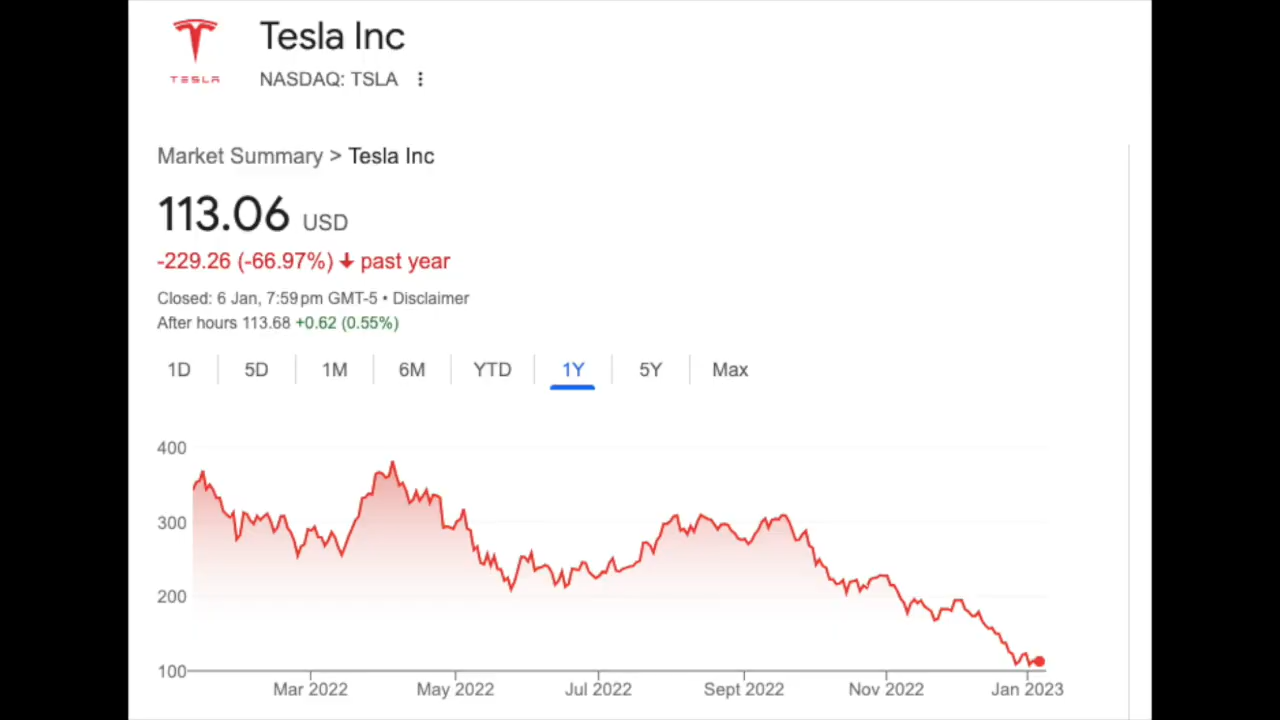 Tesla Inc
TESLA
NASDAQ: TSLA
Market Summary > Tesla Inc
113.06 USD
-229.26 (-66.97%) ↓ past year
Closed: 6 Jan, 7:59 pm GMT-5 • Disclaimer
After hours 113.68 +0.62 (0.55%)
1D 5D 1M 6M YTD 1Y 5Y Max
400
300
200
100
Mar 2022 May 2022 Jul 2022 Sept 2022 Nov 2022 Jan 2023